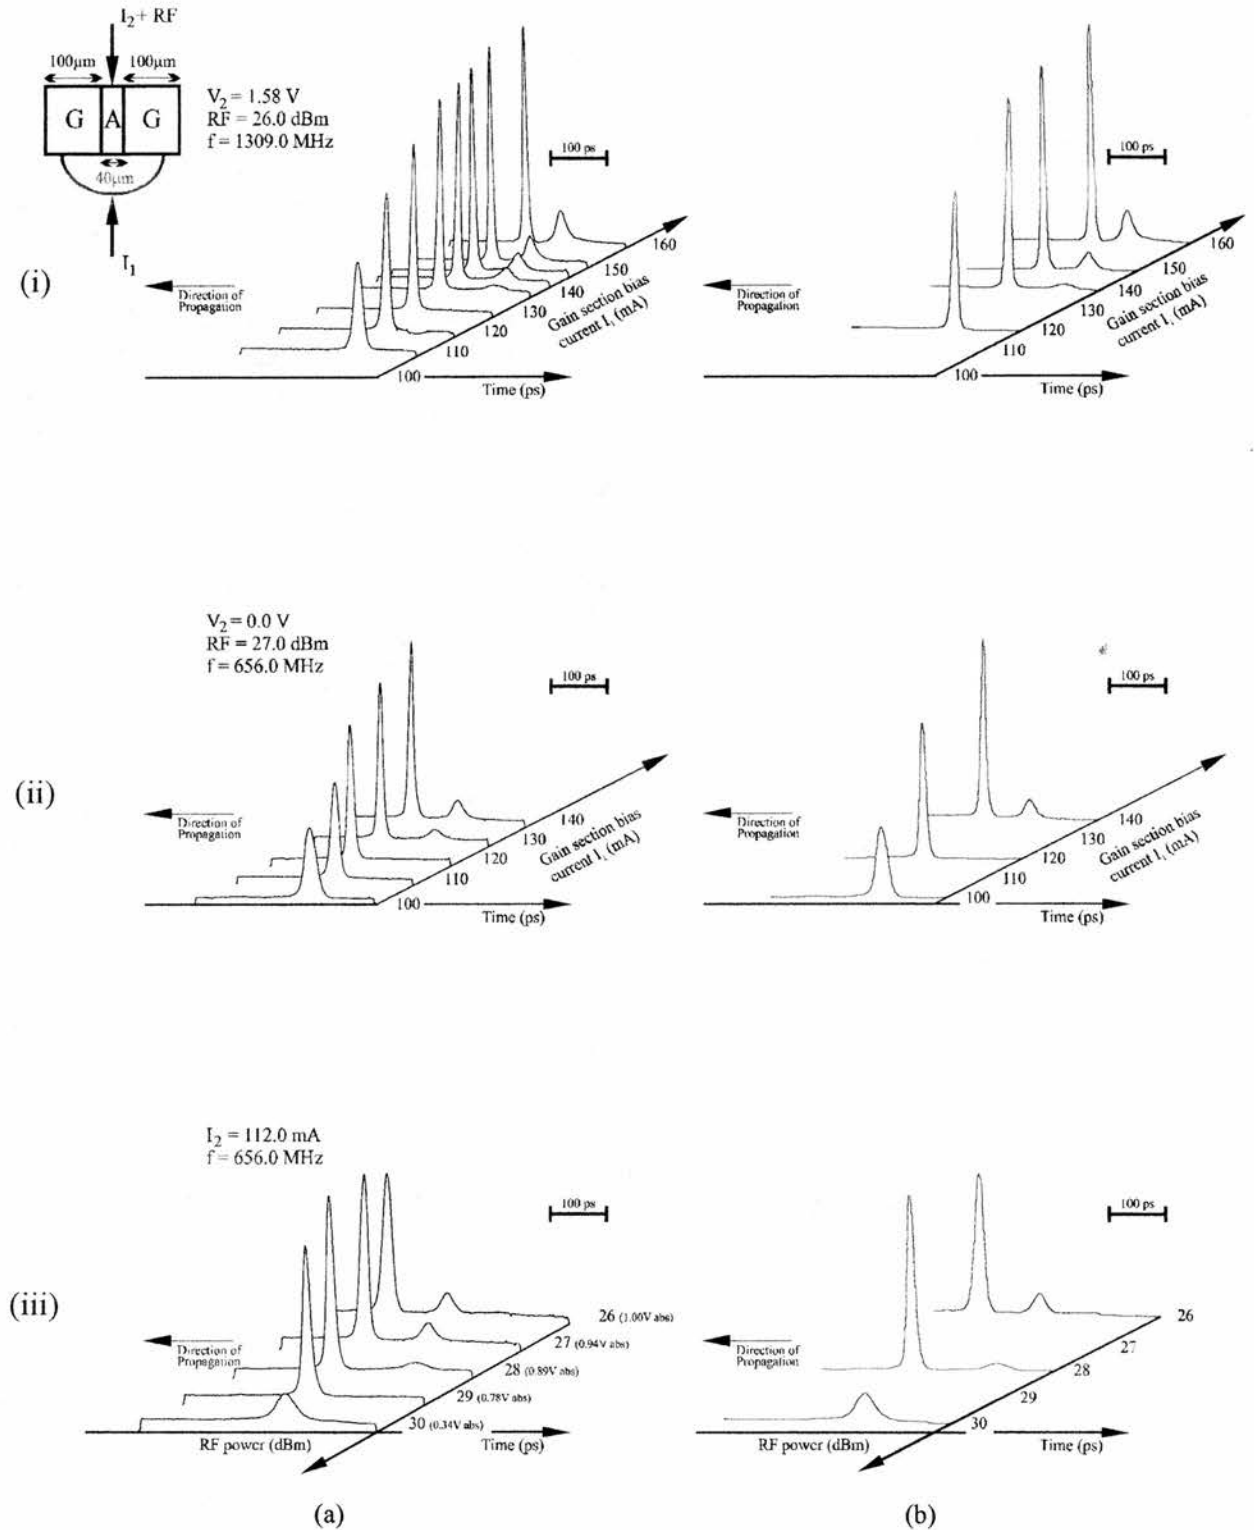 I₂ + RF
100µm 100µm
G A G
40µm
I₁
V₂ = 1.58 V
RF = 26.0 dBm
f = 1309.0 MHz
(i)
100 ps
Direction of
Propagation
100
110
120
130
140
150
160
Gain section bias
current I₁ (mA)
Time (ps)
100 ps
Direction of
Propagation
100
110
120
130
140
150
160
Gain section bias
current I₁ (mA)
Time (ps)
V₂ = 0.0 V
RF = 27.0 dBm
f = 656.0 MHz
(ii)
100 ps
Direction of
Propagation
100
110
120
130
140
Gain section bias
current I₁ (mA)
Time (ps)
100 ps
Direction of
Propagation
100
110
120
130
140
Gain section bias
current I₁ (mA)
Time (ps)
I₂ = 112.0 mA
f = 656.0 MHz
(iii)
100 ps
Direction of
Propagation
26 (1.00V abs)
27 (0.94V abs)
28 (0.89V abs)
29 (0.78V abs)
30 (0.34V abs)
RF power (dBm)
Time (ps)
100 ps
Direction of
Propagation
26
27
28
29
30
RF power (dBm)
Time (ps)
(a)
(b)